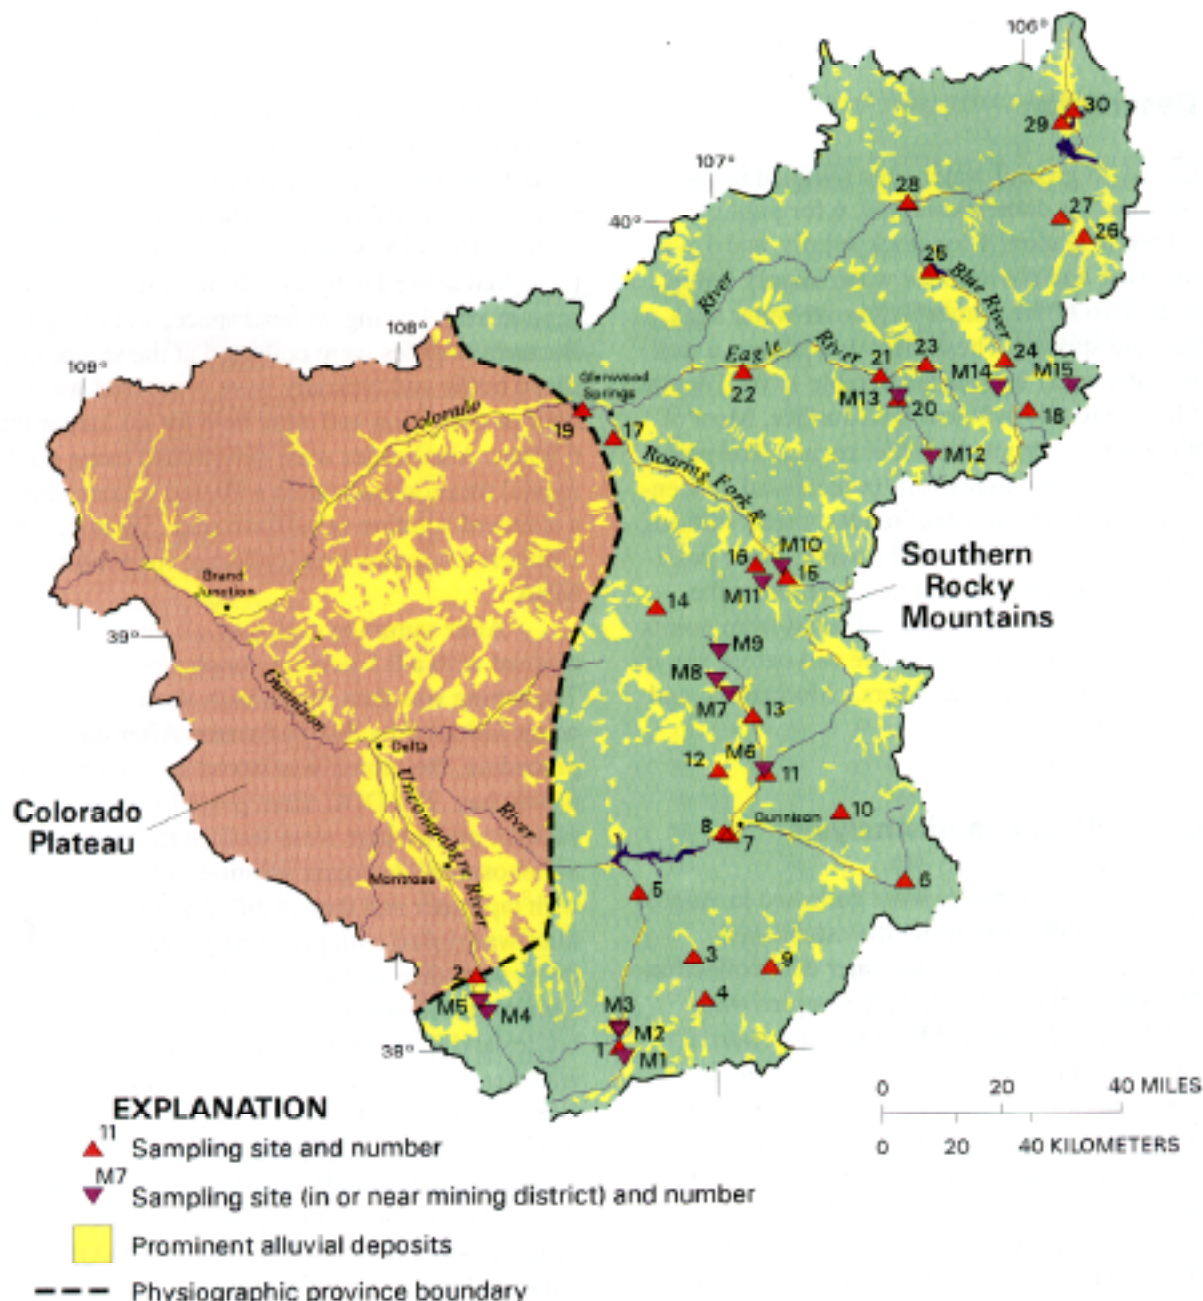 106°
30
29
107°
28
40°
27
26
25
Blue River
River
108°
Eagle River
23
21
24
M14
M15
109°
Glenwood
Springs
22
M13
20
18
Colorado
19
17
M12
Roaring Fork R
M10
16
15
M11
Southern
Rocky
Mountains
14
Grand
Junction
39°
M9
M8
M7
13
Gunnison
Delta
M6
12
11
Colorado
Plateau
Uncompahgre River
River
10
8
Gunnison
7
Montrose
6
5
3
9
2
4
M5
M4
M3
M2
38°
1
M1
0 20 40 MILES
0 20 40 KILOMETERS
EXPLANATION
11
Sampling site and number
M7
Sampling site (in or near mining district) and number
Prominent alluvial deposits
Physiographic province boundary